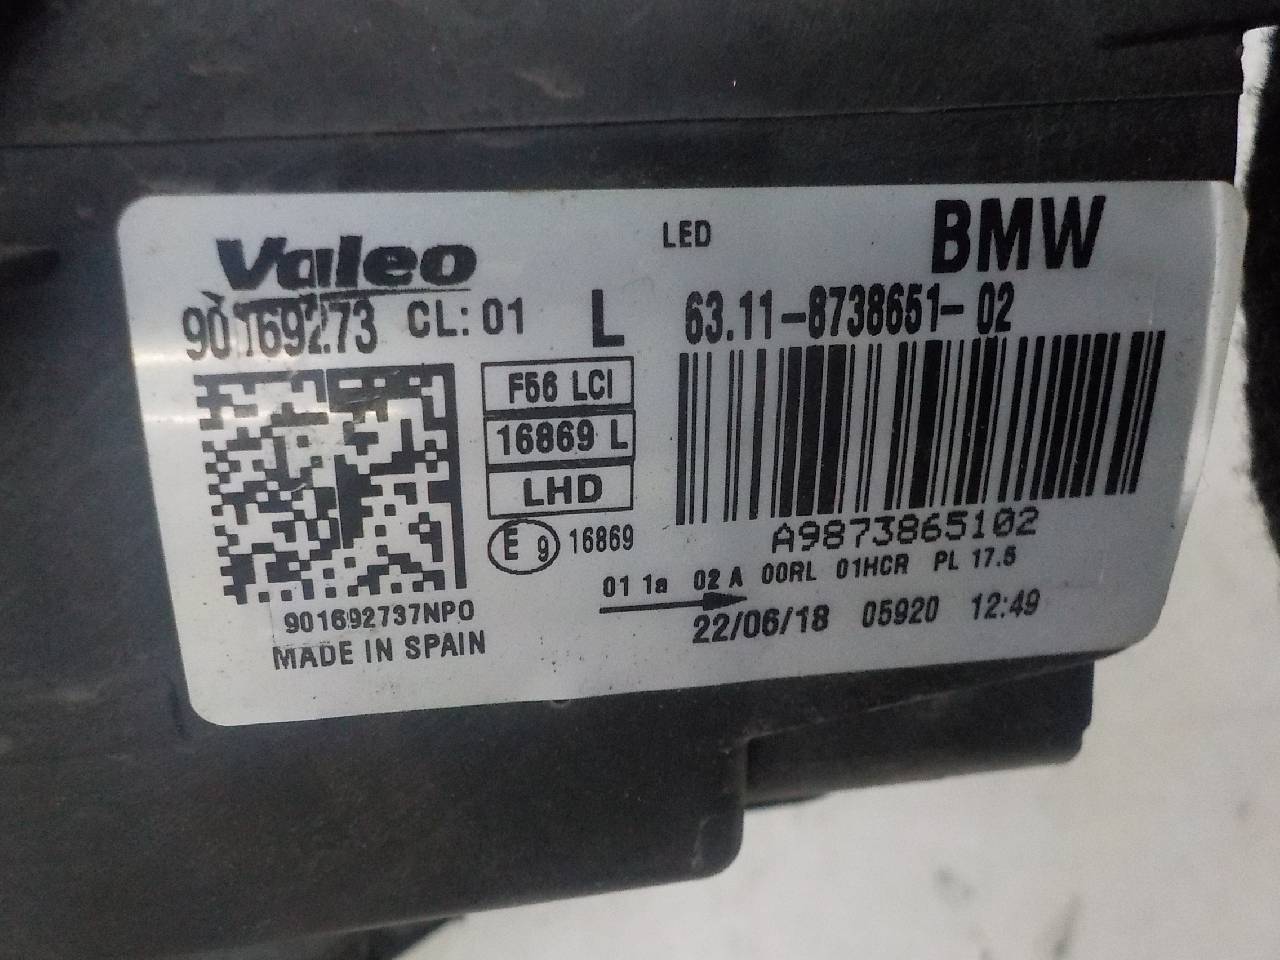 Valeo
LED
BMW
90169273 CL: 01 L 63.11-8738651-02
F56 LCI
16869 L
LHD
E 9 16869
A9873865102
01 1a 02 A 00RL 01HCR PL 17.5
901692737NPO
22/06/18 05920 12:49
MADE IN SPAIN